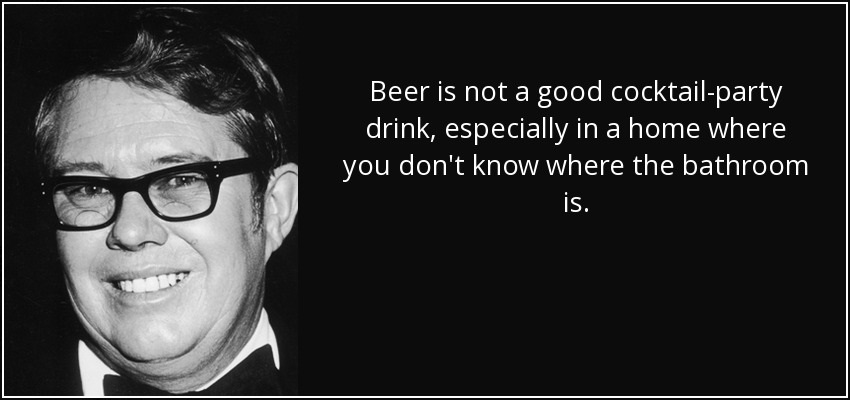 Beer is not a good cocktail-party
drink, especially in a home where
you don't know where the bathroom
is.